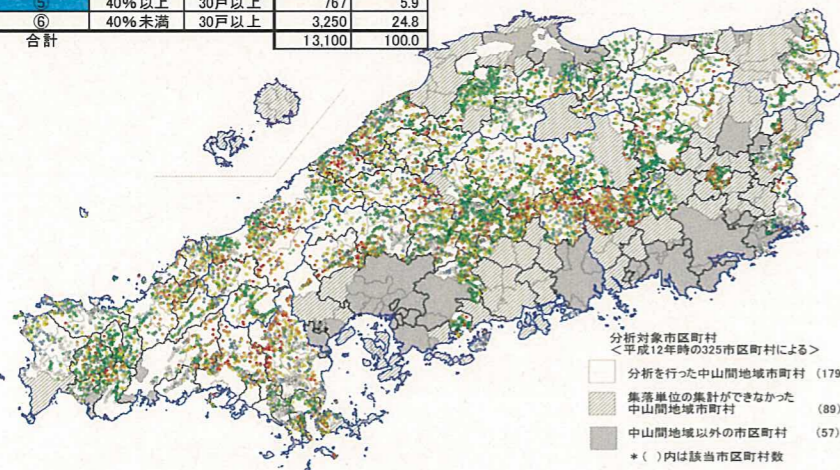 ⑤ 40%以上 30戸以上 767 5.9
⑥ 40%未満 30戸以上 3,250 24.8
合計 13,100 100.0
分析対象市区町村
<平成12年時の325市区町村による>
分析を行った中山間地域市町村 (179
集落単位の集計ができなかった
中山間地域市町村 (89)
中山間地域以外の市区町村 (57)
*( )内は該当市区町村数